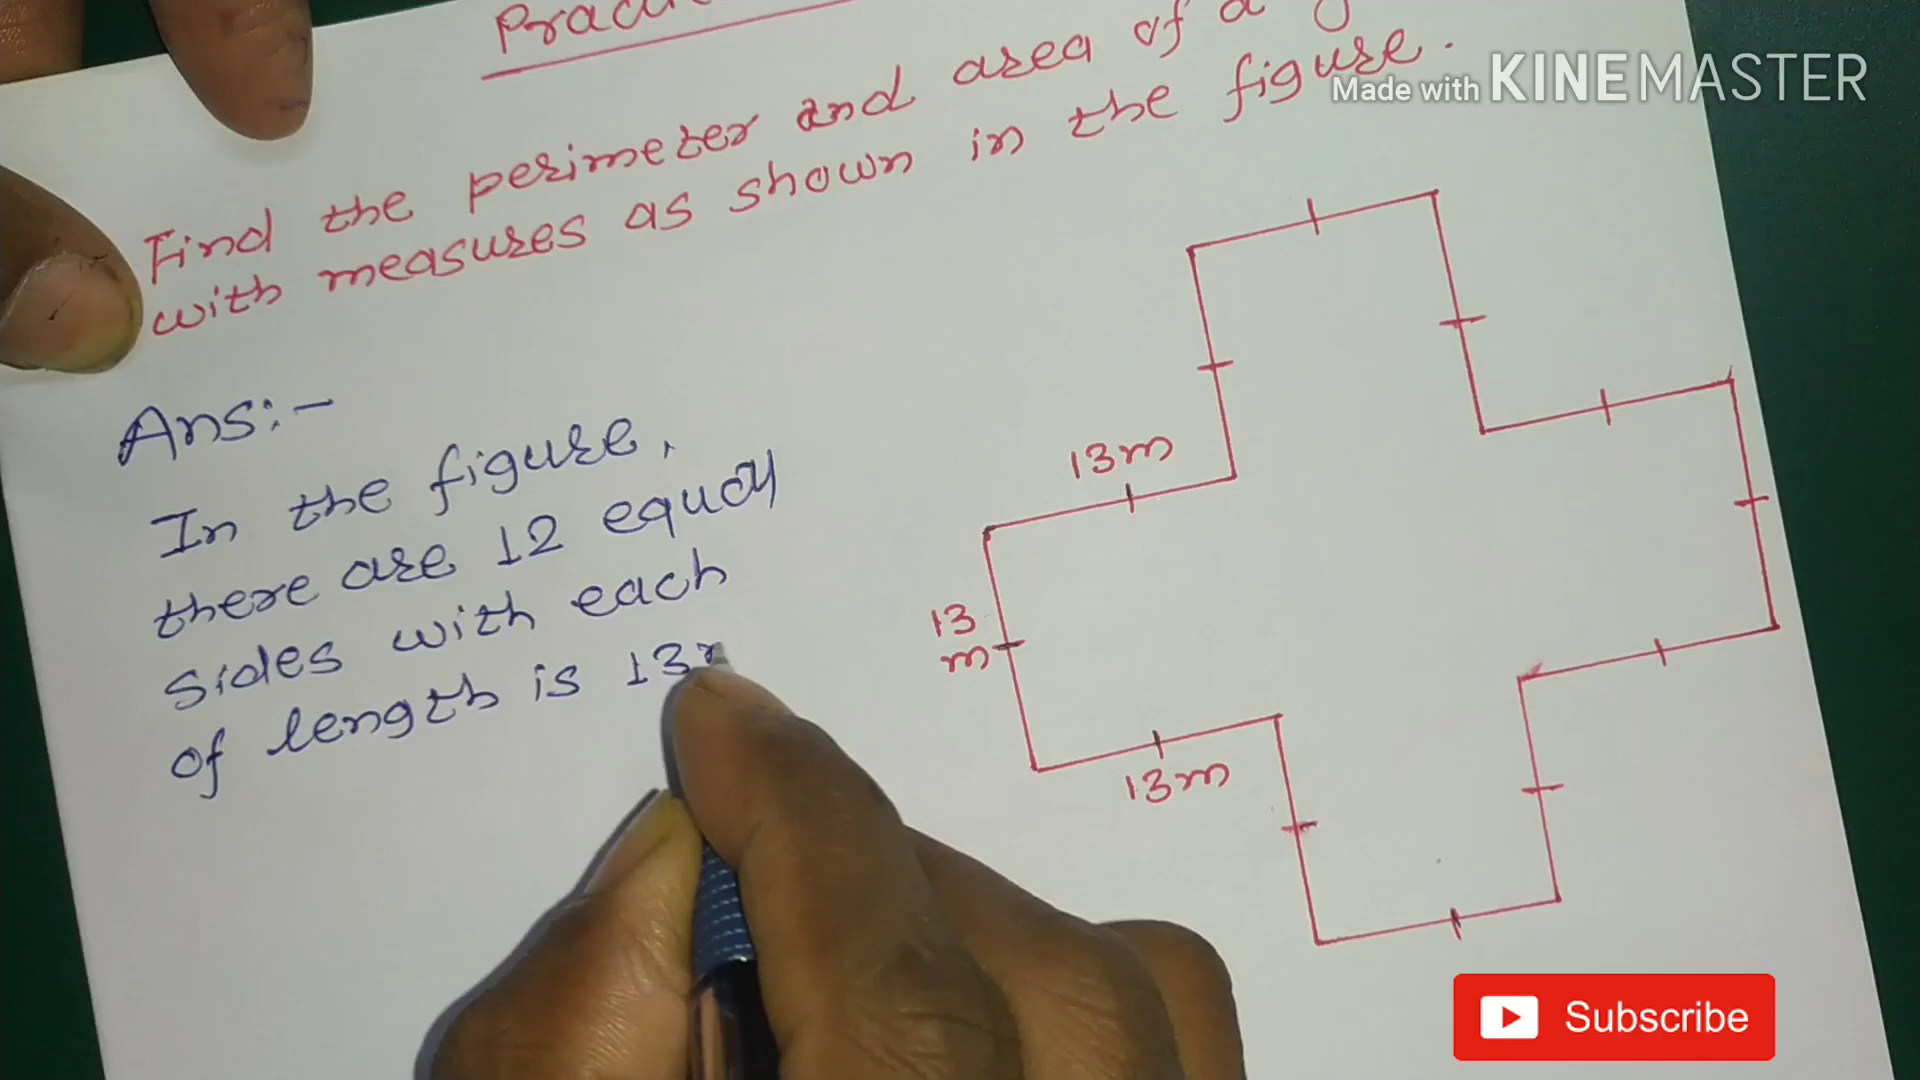 Find the perimeter and area of a
with measures as shown in the figure.
Made with KINEMASTER
Ans:-
In the figure,
there are 12 equal
sides with each
of length is 13
13m
13
m
13m
Subscribe